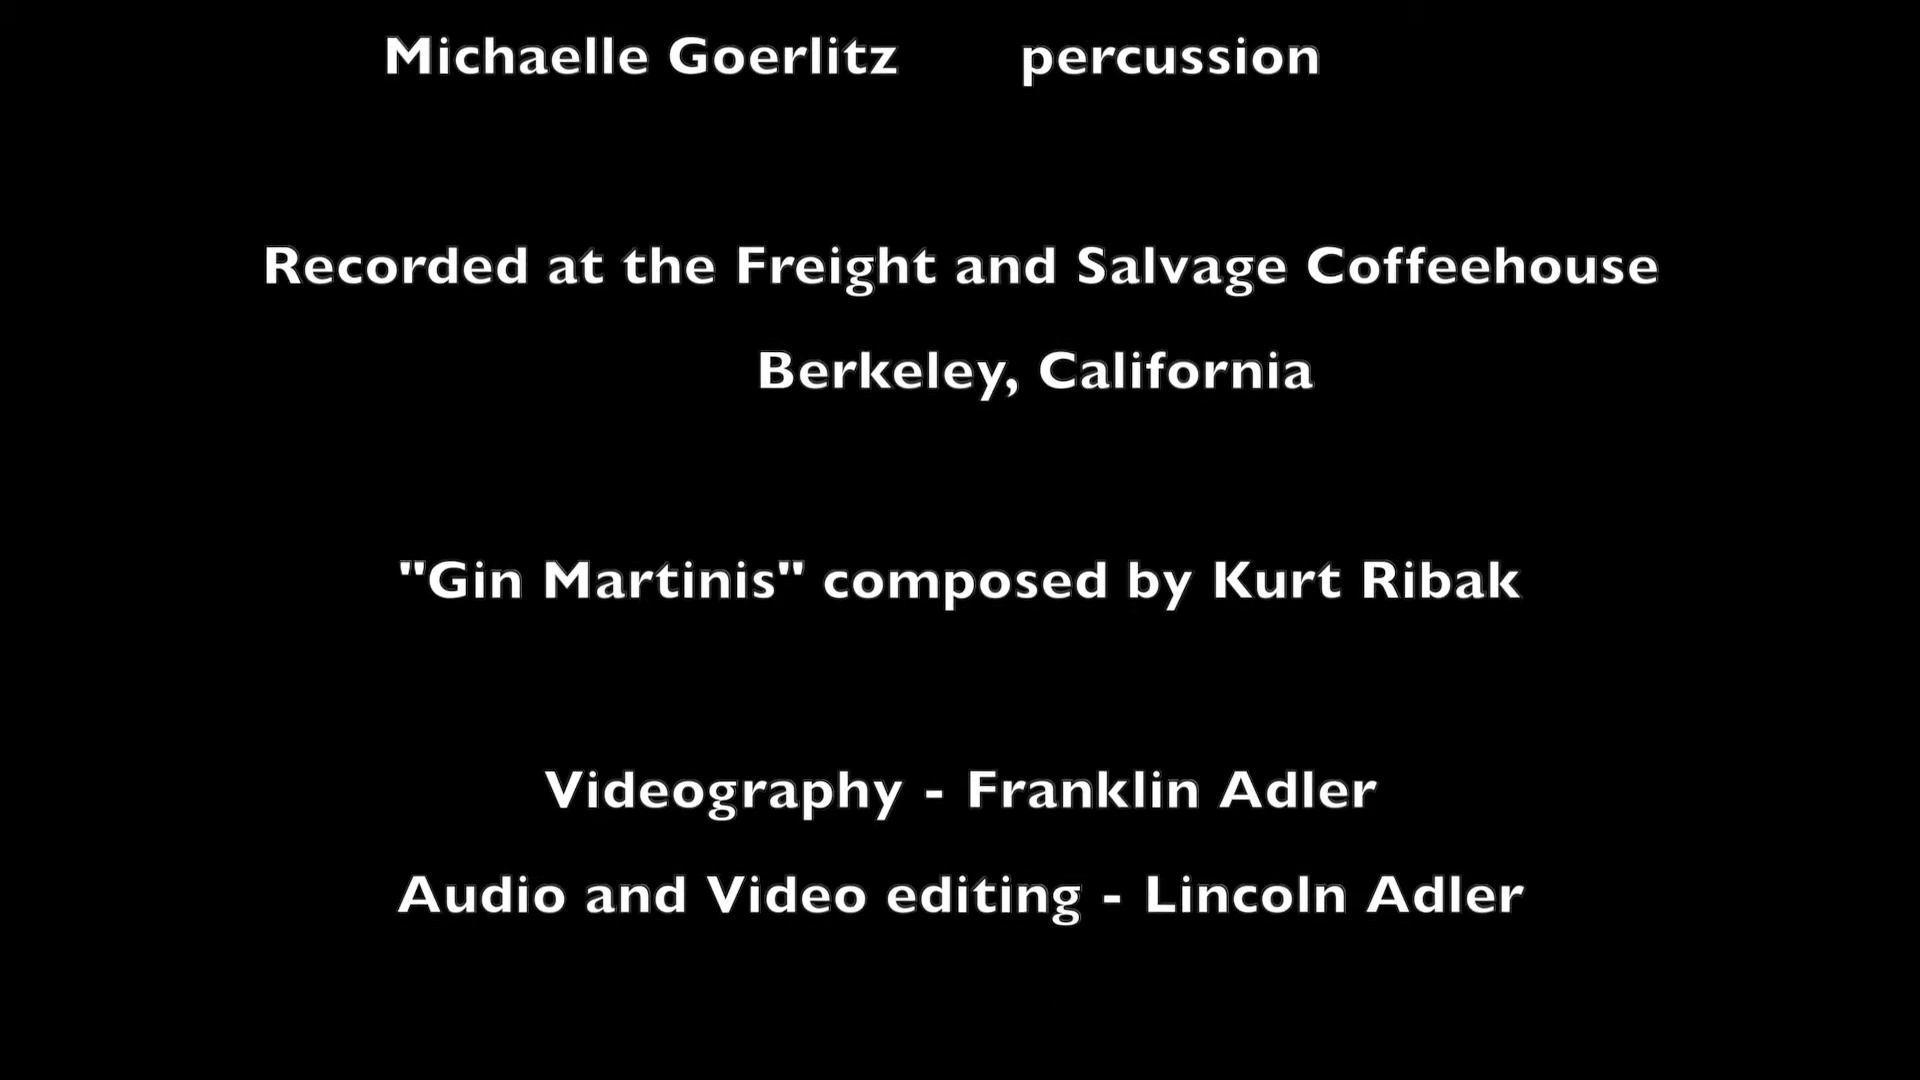 Michaelle Goerlitz percussion
Recorded at the Freight and Salvage Coffeehouse
Berkeley, California
"Gin Martinis" composed by Kurt Ribak
Videography - Franklin Adler
Audio and Video editing - Lincoln Adler